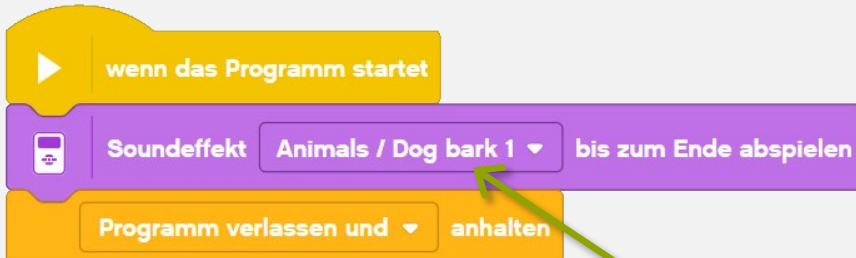 wenn das Programm startet
Soundeffekt Animals / Dog bark 1 bis zum Ende abspielen
Programm verlassen und anhalten